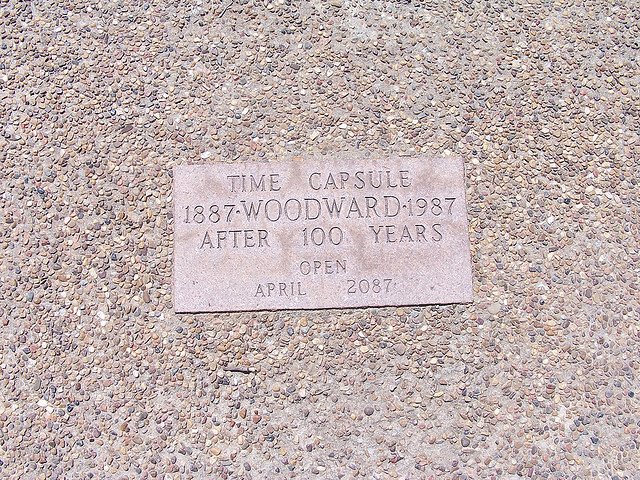 TIME CAPSULE
1887·WOODWARD·1987
AFTER 100 YEARS
OPEN
APRIL 2087